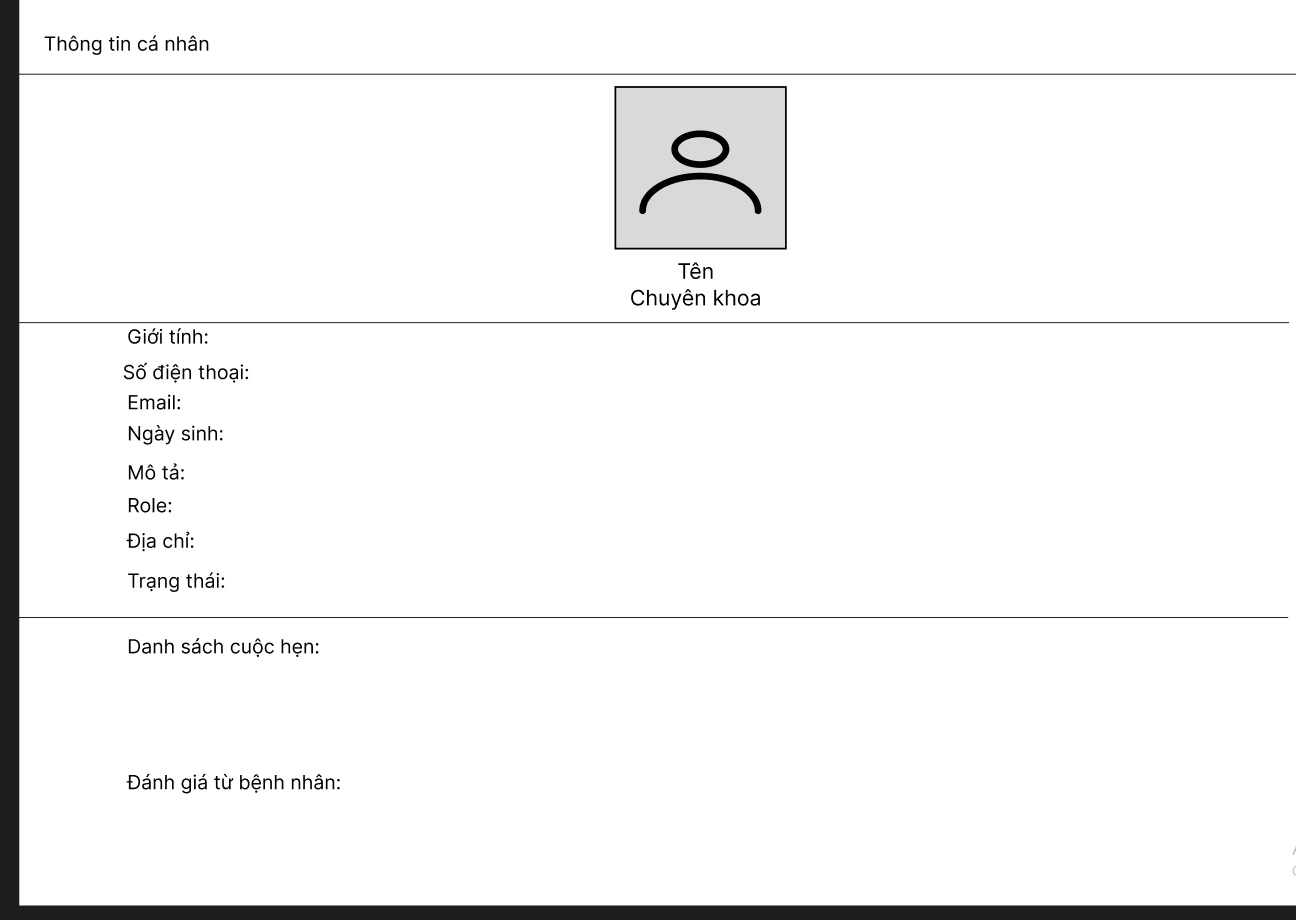 Thông tin cá nhân
Tên
Chuyên khoa
Giới tính:
Số điện thoại:
Email:
Ngày sinh:
Mô tả:
Role:
Địa chỉ:
Trạng thái:
Danh sách cuộc hẹn:
Đánh giá từ bệnh nhân: